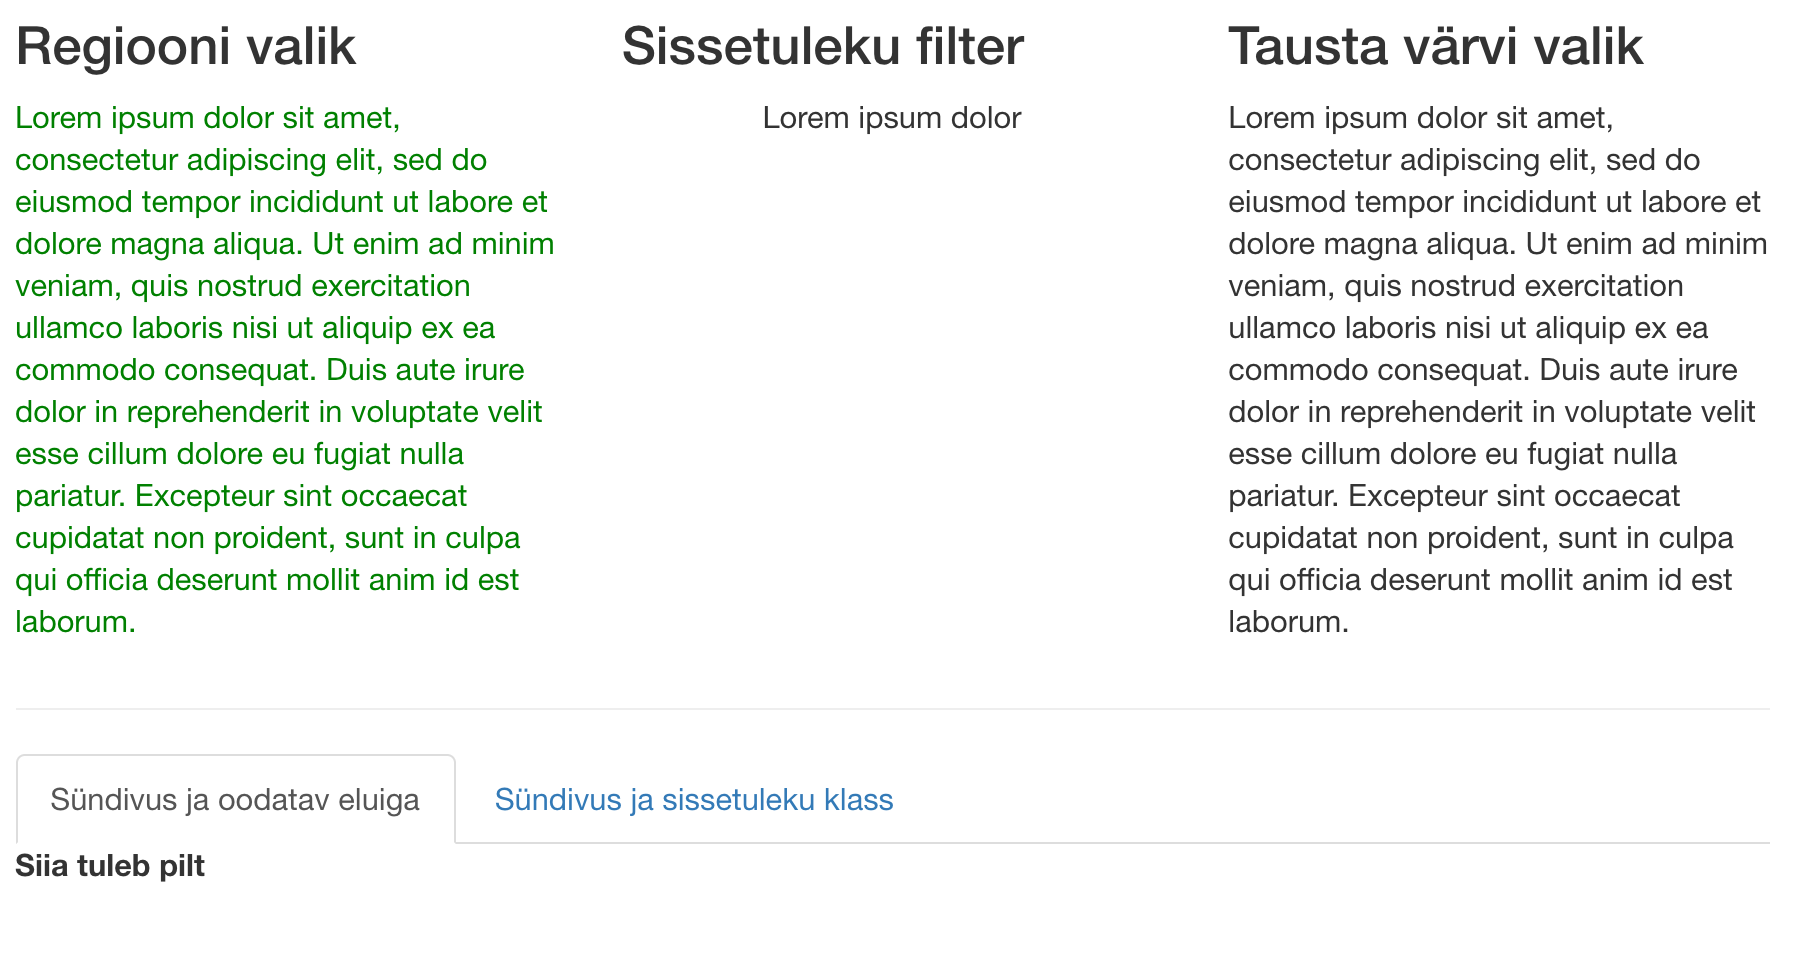 Regiooni valik
Lorem ipsum dolor sit amet,
consectetur adipiscing elit, sed do
eiusmod tempor incididunt ut labore et
dolore magna aliqua. Ut enim ad minim
veniam, quis nostrud exercitation
ullamco laboris nisi ut aliquip ex ea
commodo consequat. Duis aute irure
dolor in reprehenderit in voluptate velit
esse cillum dolore eu fugiat nulla
pariatur. Excepteur sint occaecat
cupidatat non proident, sunt in culpa
qui officia deserunt mollit anim id est
laborum.
Sissetuleku filter
Lorem ipsum dolor
Tausta värvi valik
Lorem ipsum dolor sit amet,
consectetur adipiscing elit, sed do
eiusmod tempor incididunt ut labore et
dolore magna aliqua. Ut enim ad minim
veniam, quis nostrud exercitation
ullamco laboris nisi ut aliquip ex ea
commodo consequat. Duis aute irure
dolor in reprehenderit in voluptate velit
esse cillum dolore eu fugiat nulla
pariatur. Excepteur sint occaecat
cupidatat non proident, sunt in culpa
qui officia deserunt mollit anim id est
laborum.
Sündivus ja oodatav eluiga
Sündivus ja sissetuleku klass
Siia tuleb pilt